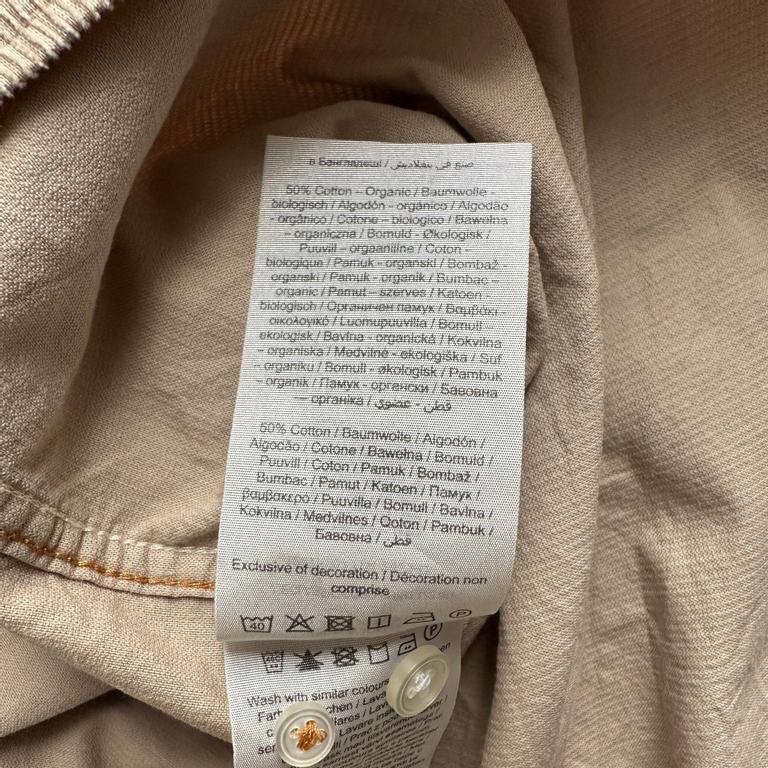 в Бангладеш / صنع في بنغلاديش
50% Cotton – Organic / Baumwolle -
biologisch / Algodón - orgánico / Algodão
- orgânico / Cotone – biologico / Bawełna
– organiczna / Bomuld - Økologisk /
Puuvill – orgaaniline / Coton -
biologique / Pamuk - organski / Bombaž -
organski / Pamuk - organik / Bumbac –
organic / Pamut – szerves / Katoen -
biologisch / Органичен памук / Βαμβάκι -
οικολογικό / Luomupuuvilla / Bomull -
ekologisk / Bavlna - organická / Kokvilna
– organiska / Medvilnė - ekologiška / Suf
– organiku / Bomull - økologisk / Pambuk
– organik / Памук - органски / Бавовна
— органіка / قطن - عضوي
50% Cotton / Baumwolle / Algodón /
Algodão / Cotone / Bawełna / Bomuld /
Puuvill / Coton / Pamuk / Bombaž /
Bumbac / Pamut / Katoen / Памук /
βαμβακερό / Puuville / Bomull / Bavlna /
Kokvilna / Medvilnes / Qoton / Pambuk /
Бавовна / قطن
Exclusive of decoration / Décoration non
comprise
40
P
P
Wash with similar colours